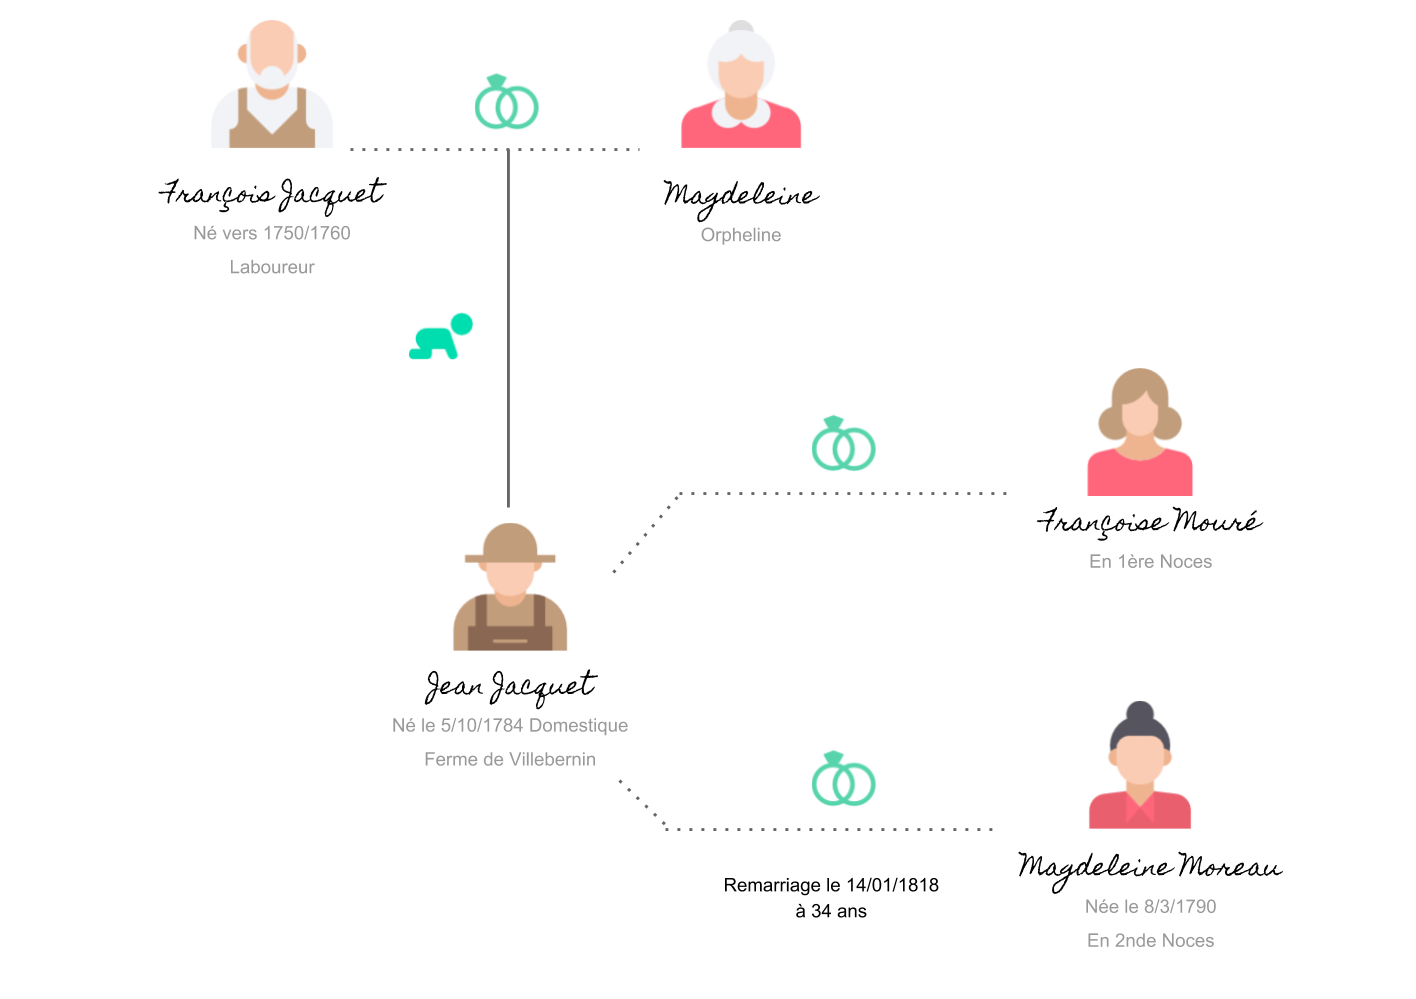 François Jacquet
Né vers 1750/1760
Laboureur
Magdeleine
Orpheline
Françoise Mouré
En 1ère Noces
Jean Jacquet
Né le 5/10/1784 Domestique
Ferme de Villebernin
Remarriage le 14/01/1818
à 34 ans
Magdeleine Moreau
Née le 8/3/1790
En 2nde Noces